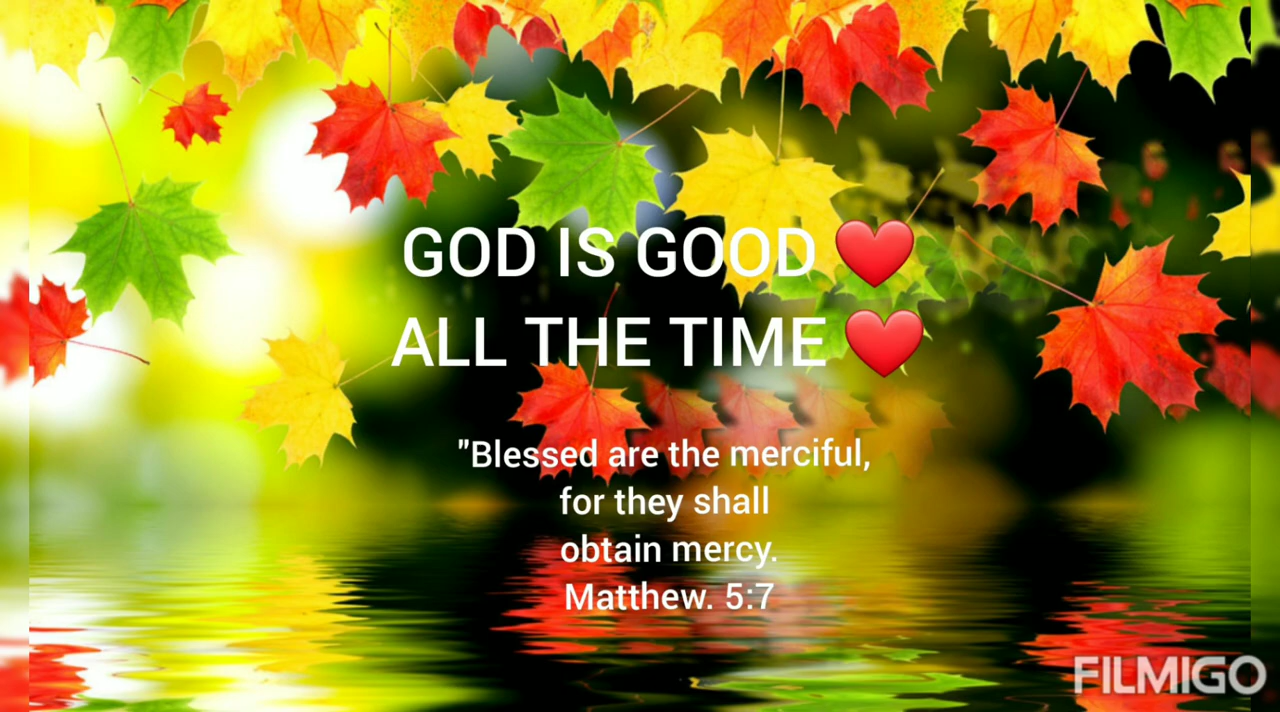 GOD IS GOOD ❤️
ALL THE TIME ❤️
"Blessed are the merciful,
for they shall
obtain mercy.
Matthew. 5:7
FILMIGO